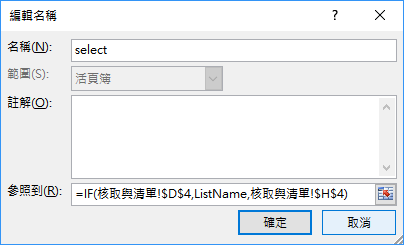 編輯名稱
名稱(N): select
範圍(S): 活頁簿
註解(O):
參照到(R): =IF(核取與清單!$D$4,ListName,核取與清單!$H$4)
確定 取消